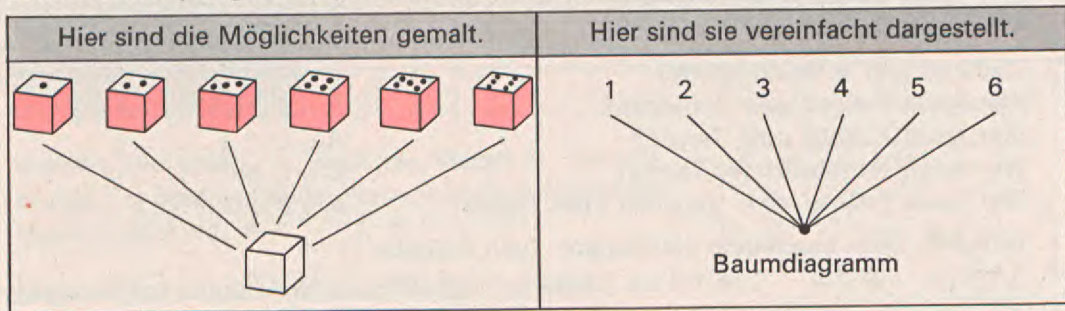 Hier sind die Möglichkeiten gemalt.
Hier sind sie vereinfacht dargestellt.
1 2 3 4 5 6
Baumdiagramm